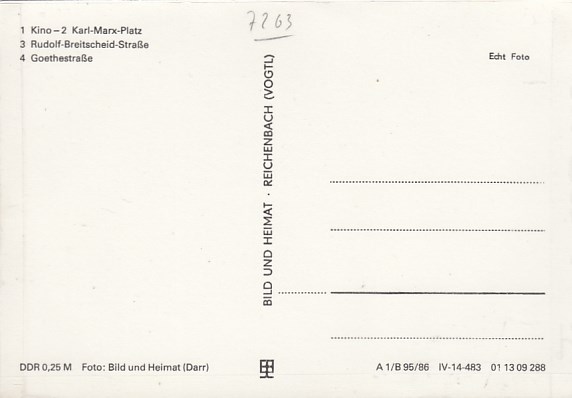 7263
1 Kino – 2 Karl-Marx-Platz
3 Rudolf-Breitscheid-Straße
4 Goethestraße
Echt Foto
BILD UND HEIMAT · REICHENBACH (VOGTL)
DDR 0,25 M Foto: Bild und Heimat (Darr)
A 1/B 95/86 IV-14-483 01 13 09 288